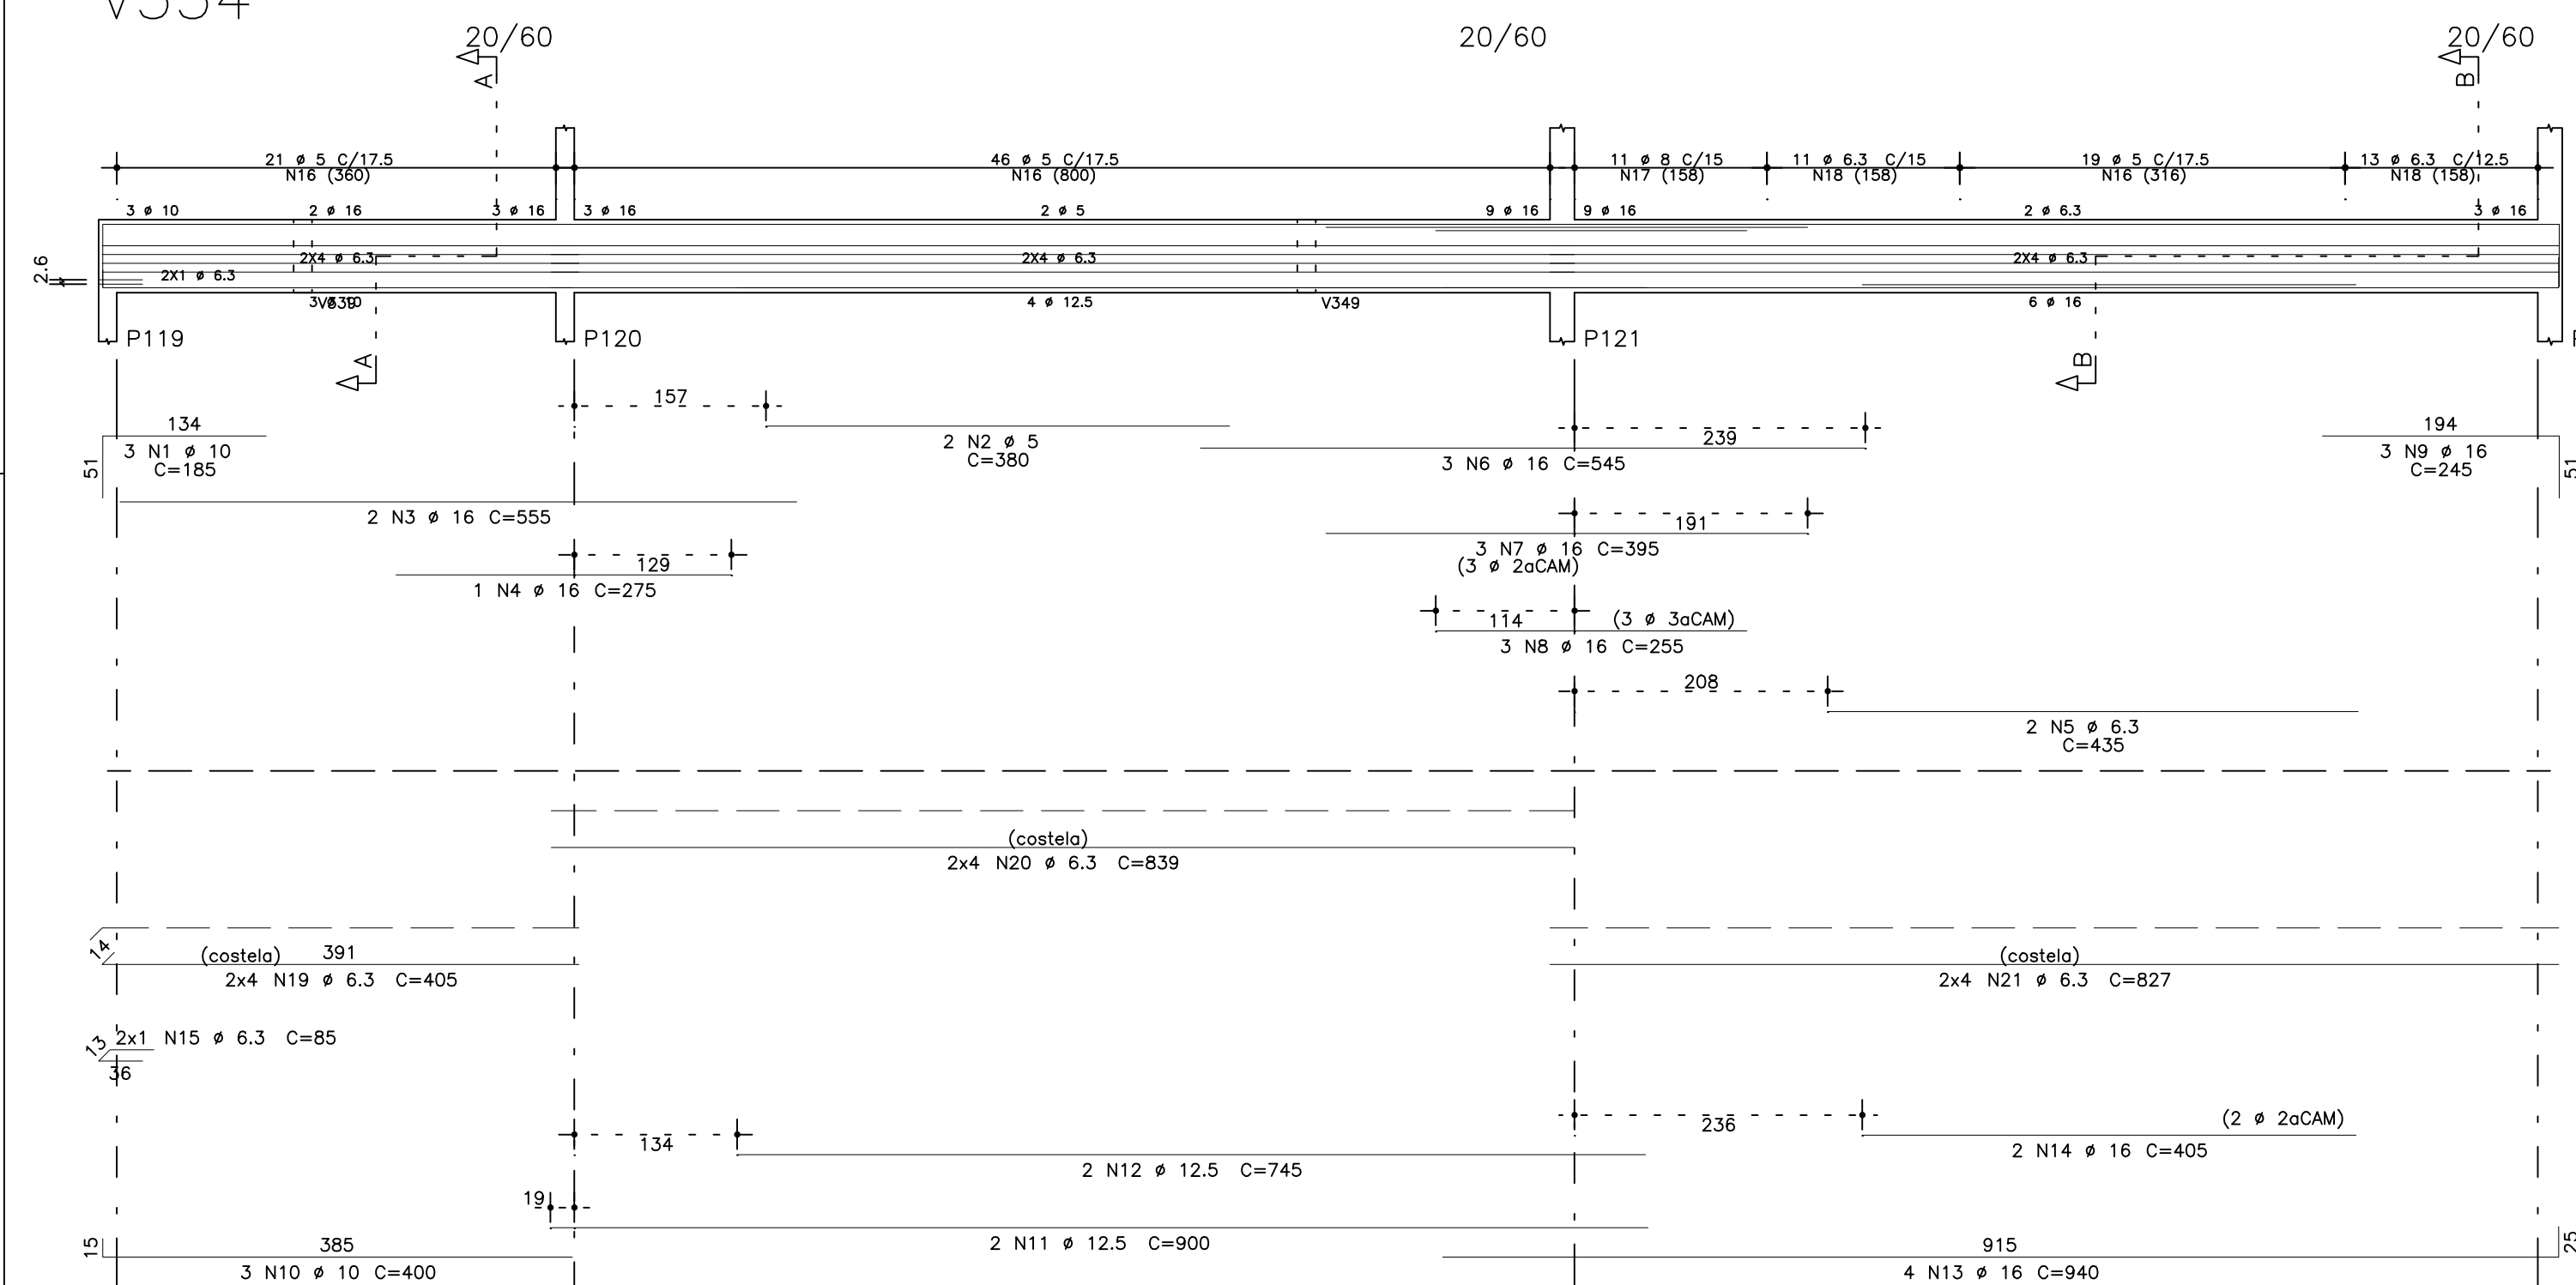 V334
20/60 20/60 20/60
A B
21 ø 5 C/17.5 46 ø 5 C/17.5 11 ø 8 C/15 11 ø 6.3 C/15 19 ø 5 C/17.5 13 ø 6.3 C/12.5
N16 (360) N16 (800) N17 (158) N18 (158) N16 (316) N18 (158)
3 ø 10 2 ø 16 3 ø 16 3 ø 16 2 ø 5 9 ø 16 9 ø 16 2 ø 6.3 3 ø 16
2X4 ø 6.3 2X4 ø 6.3 2X4 ø 6.3
2.6 2X1 ø 6.3
3 ø 10 4 ø 12.5 V349 6 ø 16
P119 P120 P121
A B
157
134 239 194
2 N2 ø 5
C=380
3 N1 ø 10
C=185
51
3 N6 ø 16 C=545
3 N9 ø 16
C=245
51
2 N3 ø 16 C=555
191
3 N7 ø 16 C=395
(3 ø 2aCAM)
129
1 N4 ø 16 C=275
114 (3 ø 3aCAM)
3 N8 ø 16 C=255
208
2 N5 ø 6.3
C=435
(costela)
2x4 N20 ø 6.3 C=839
14 (costela) 391 (costela)
2x4 N19 ø 6.3 C=405 2x4 N21 ø 6.3 C=827
13 2x1 N15 ø 6.3 C=85
36
134 236 (2 ø 2aCAM)
2 N12 ø 12.5 C=745 2 N14 ø 16 C=405
19
2 N11 ø 12.5 C=900
15 385 915 25
3 N10 ø 10 C=400 4 N13 ø 16 C=940